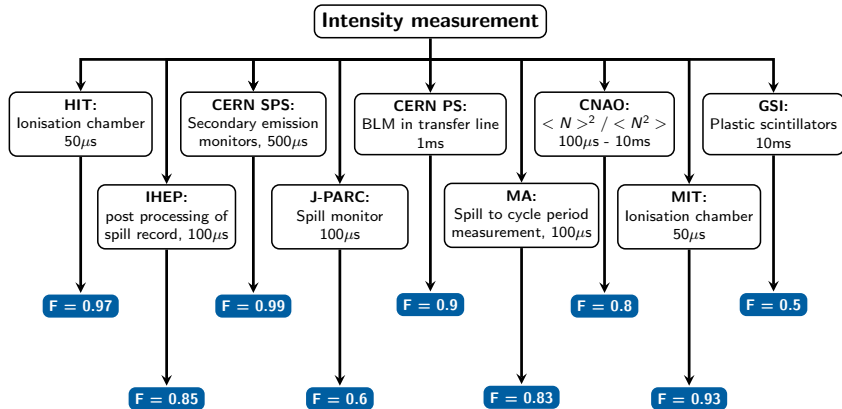 Intensity measurement
HIT:
Ionisation chamber
50μs
CERN SPS:
Secondary emission
monitors, 500μs
CERN PS:
BLM in transfer line
1ms
CNAO:
< N >² / < N² >
100μs - 10ms
GSI:
Plastic scintillators
10ms
IHEP:
post processing of
spill record, 100μs
J-PARC:
Spill monitor
100μs
MA:
Spill to cycle period
measurement, 100μs
MIT:
Ionisation chamber
50μs
F = 0.97
F = 0.99
F = 0.9
F = 0.8
F = 0.5
F = 0.85
F = 0.6
F = 0.83
F = 0.93